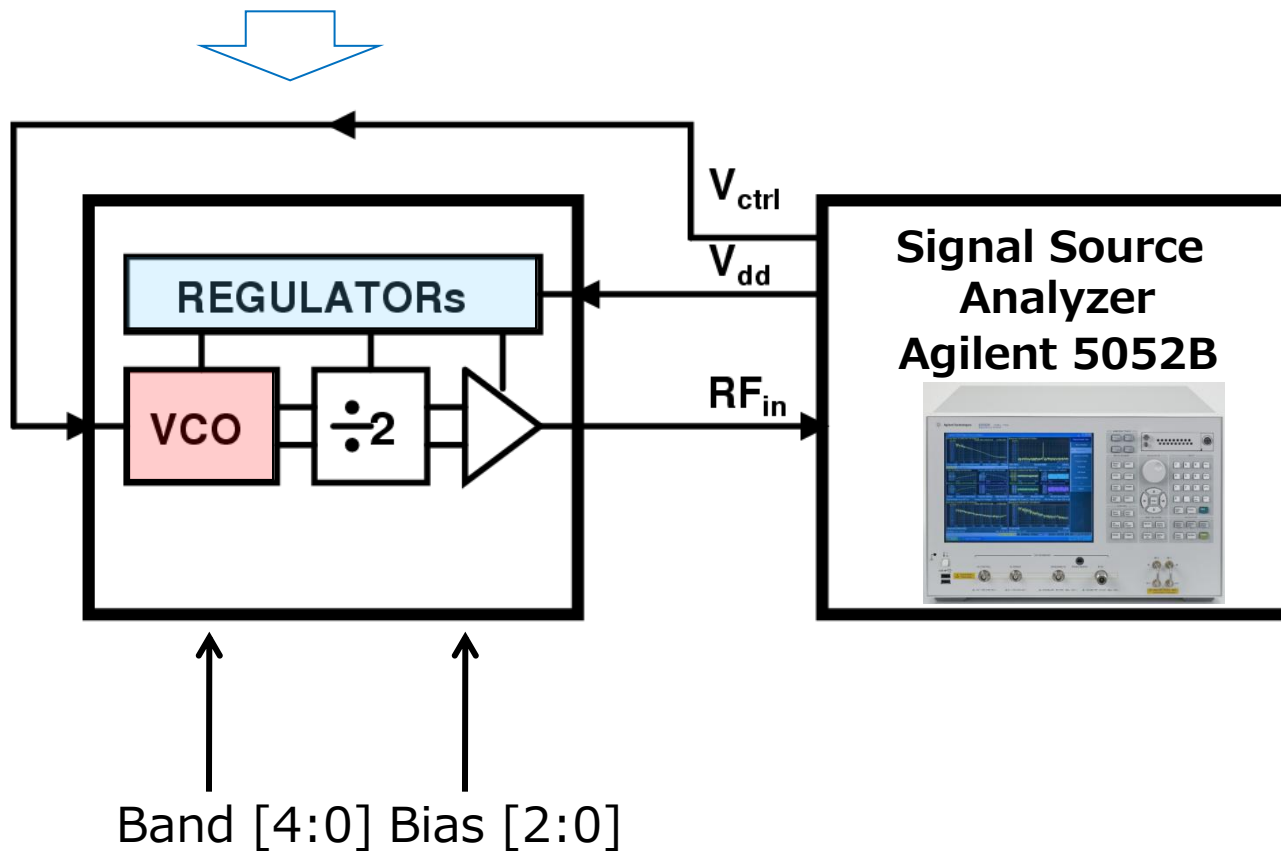 V_ctrl
V_dd
REGULATORs
VCO
÷2
RF_in
Signal Source
Analyzer
Agilent 5052B
Band [4:0] Bias [2:0]